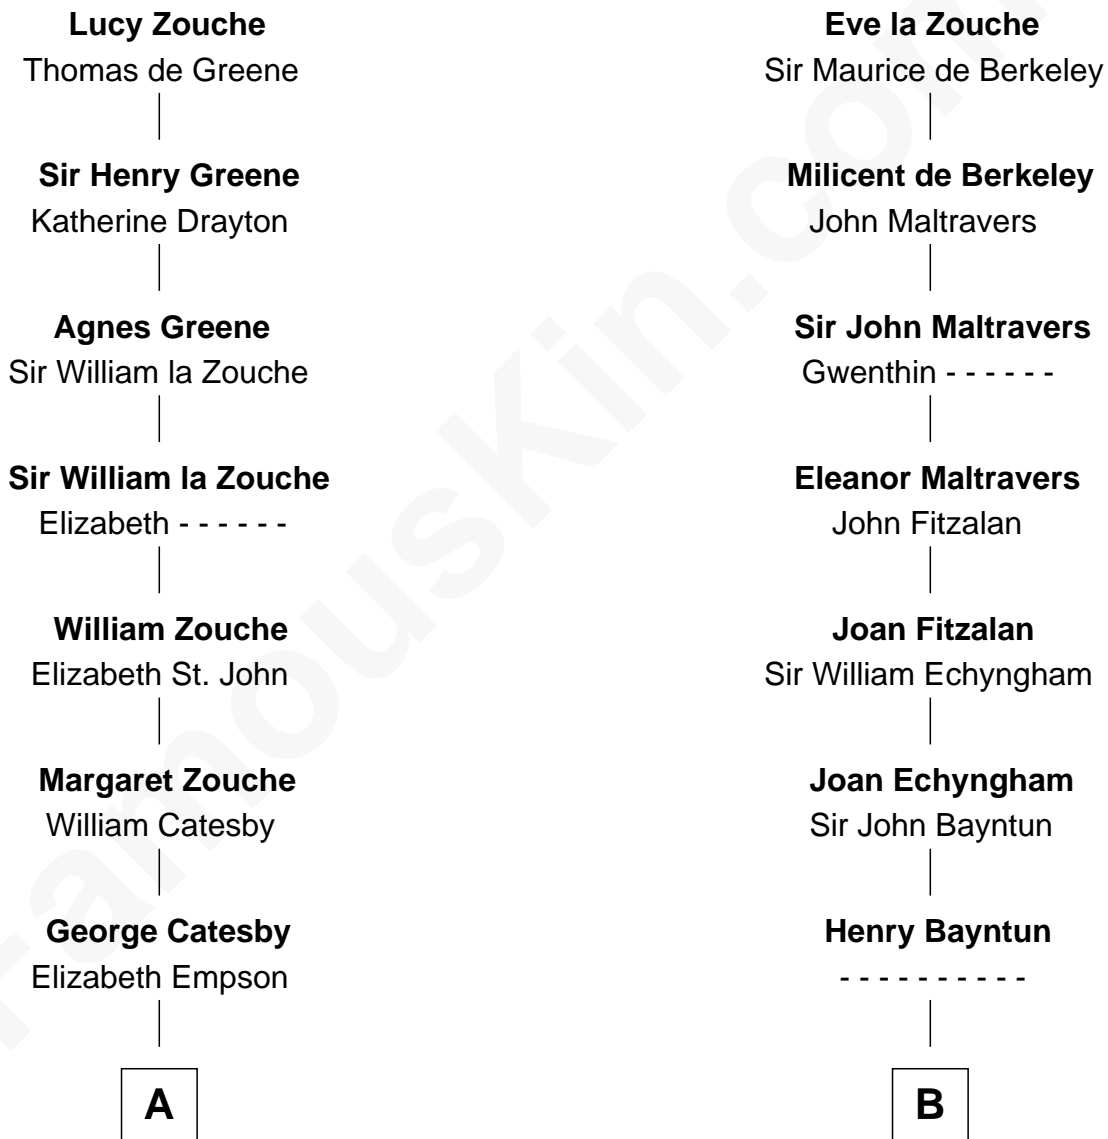 Lucy Zouche
Thomas de Greene
Sir Henry Greene
Katherine Drayton
Agnes Greene
Sir William la Zouche
Sir William la Zouche
Elizabeth - - - - - -
William Zouche
Elizabeth St. John
Margaret Zouche
William Catesby
George Catesby
Elizabeth Empson
A
Eve la Zouche
Sir Maurice de Berkeley
Milicent de Berkeley
John Maltravers
Sir John Maltravers
Gwenthin - - - - - -
Eleanor Maltravers
John Fitzalan
Joan Fitzalan
Sir William Echyngham
Joan Echyngham
Sir John Bayntun
Henry Bayntun
- - - - - - - - - -
B
FamousKin.com